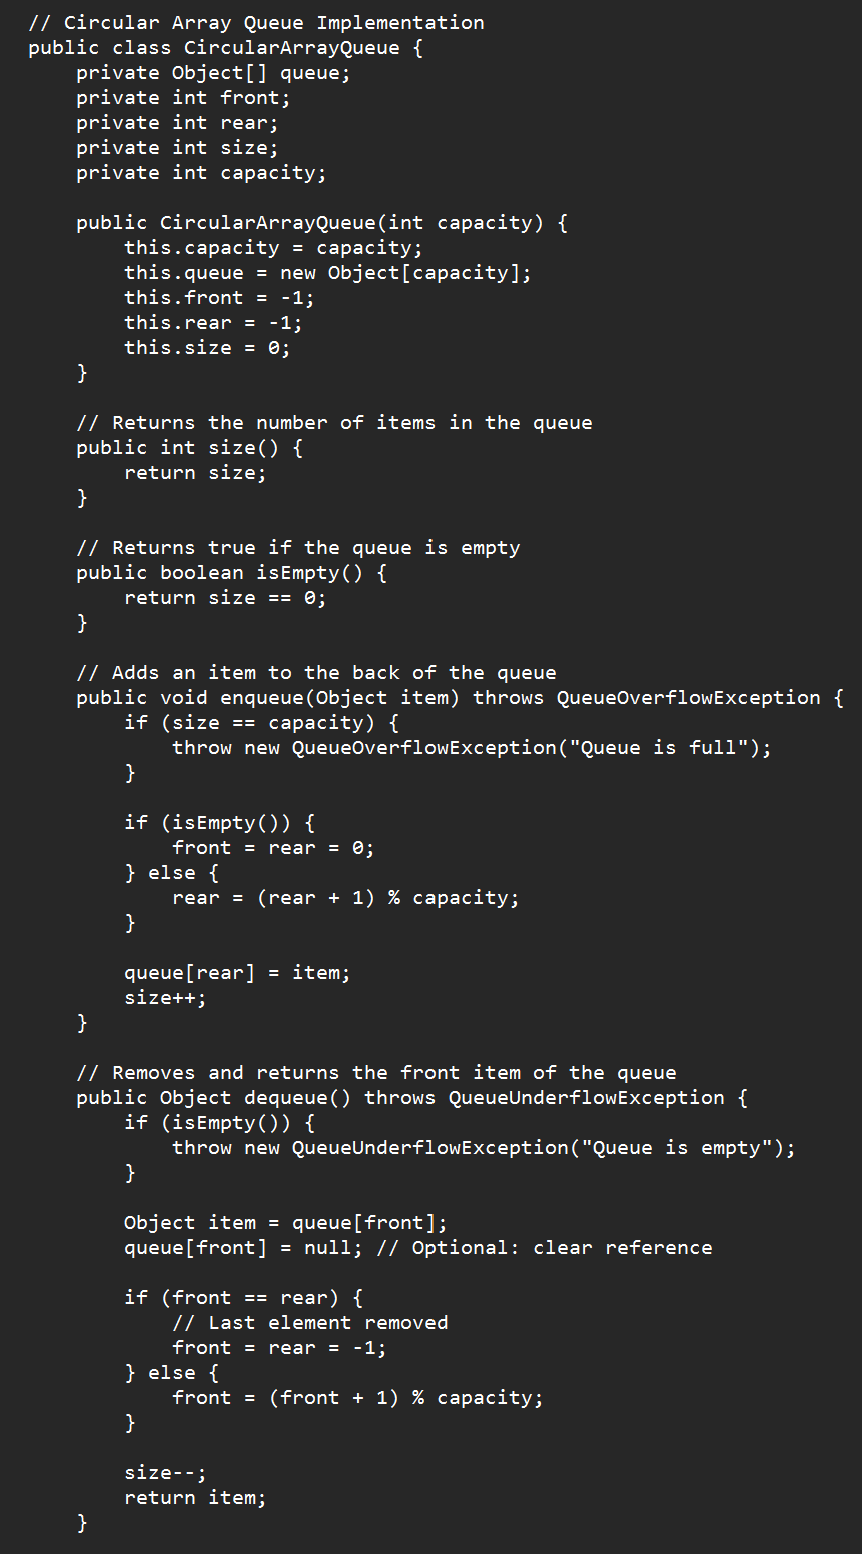 // Circular Array Queue Implementation
public class CircularArrayQueue {
    private Object[] queue;
    private int front;
    private int rear;
    private int size;
    private int capacity;

    public CircularArrayQueue(int capacity) {
        this.capacity = capacity;
        this.queue = new Object[capacity];
        this.front = -1;
        this.rear = -1;
        this.size = 0;
    }

    // Returns the number of items in the queue
    public int size() {
        return size;
    }

    // Returns true if the queue is empty
    public boolean isEmpty() {
        return size == 0;
    }

    // Adds an item to the back of the queue
    public void enqueue(Object item) throws QueueOverflowException {
        if (size == capacity) {
            throw new QueueOverflowException("Queue is full");
        }

        if (isEmpty()) {
            front = rear = 0;
        } else {
            rear = (rear + 1) % capacity;
        }

        queue[rear] = item;
        size++;
    }

    // Removes and returns the front item of the queue
    public Object dequeue() throws QueueUnderflowException {
        if (isEmpty()) {
            throw new QueueUnderflowException("Queue is empty");
        }

        Object item = queue[front];
        queue[front] = null; // Optional: clear reference

        if (front == rear) {
            // Last element removed
            front = rear = -1;
        } else {
            front = (front + 1) % capacity;
        }

        size--;
        return item;
    }